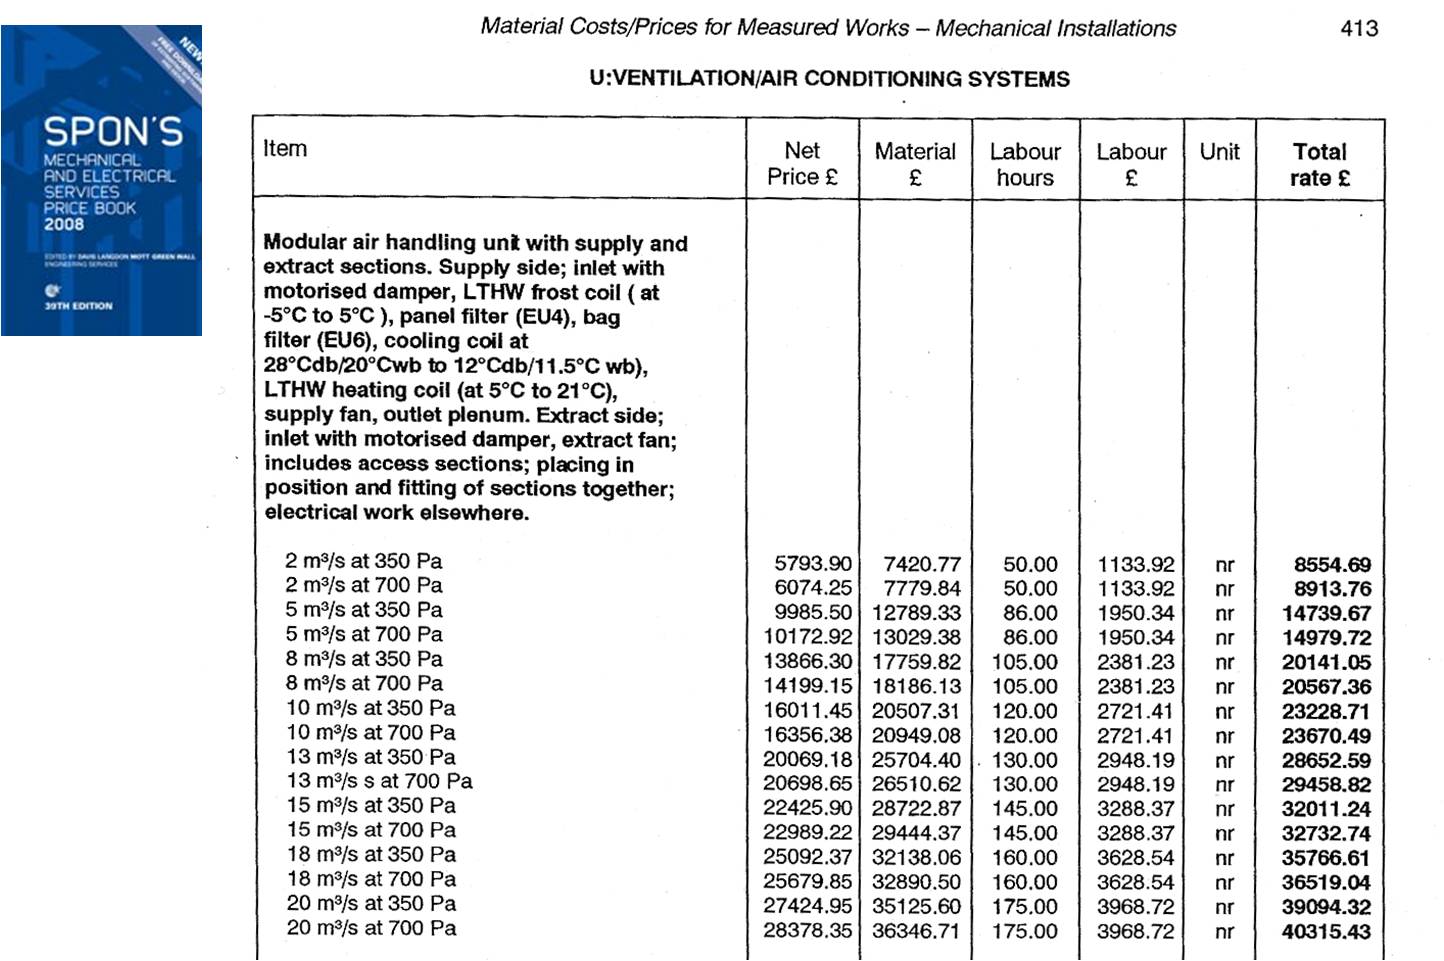 Material Costs/Prices for Measured Works – Mechanical Installations 413
U:VENTILATION/AIR CONDITIONING SYSTEMS
NEW
FREE DOWNLOAD
SPON'S
MECHANICAL
AND ELECTRICAL
SERVICES
PRICE BOOK
2008
EDITED BY DAVIS LANGDON MOTT GREEN WALL
ENGINEERING SERVICES
39TH EDITION
Item Net Price £ Material £ Labour hours Labour £ Unit Total rate £
Modular air handling unit with supply and
extract sections. Supply side; inlet with
motorised damper, LTHW frost coil ( at
-5°C to 5°C ), panel filter (EU4), bag
filter (EU6), cooling coil at
28°Cdb/20°Cwb to 12°Cdb/11.5°C wb),
LTHW heating coil (at 5°C to 21°C),
supply fan, outlet plenum. Extract side;
inlet with motorised damper, extract fan;
includes access sections; placing in
position and fitting of sections together;
electrical work elsewhere.
2 m³/s at 350 Pa 5793.90 7420.77 50.00 1133.92 nr 8554.69
2 m³/s at 700 Pa 6074.25 7779.84 50.00 1133.92 nr 8913.76
5 m³/s at 350 Pa 9985.50 12789.33 86.00 1950.34 nr 14739.67
5 m³/s at 700 Pa 10172.92 13029.38 86.00 1950.34 nr 14979.72
8 m³/s at 350 Pa 13866.30 17759.82 105.00 2381.23 nr 20141.05
8 m³/s at 700 Pa 14199.15 18186.13 105.00 2381.23 nr 20567.36
10 m³/s at 350 Pa 16011.45 20507.31 120.00 2721.41 nr 23228.71
10 m³/s at 700 Pa 16356.38 20949.08 120.00 2721.41 nr 23670.49
13 m³/s at 350 Pa 20069.18 25704.40 130.00 2948.19 nr 28652.59
13 m³/s s at 700 Pa 20698.65 26510.62 130.00 2948.19 nr 29458.82
15 m³/s at 350 Pa 22425.90 28722.87 145.00 3288.37 nr 32011.24
15 m³/s at 700 Pa 22989.22 29444.37 145.00 3288.37 nr 32732.74
18 m³/s at 350 Pa 25092.37 32138.06 160.00 3628.54 nr 35766.61
18 m³/s at 700 Pa 25679.85 32890.50 160.00 3628.54 nr 36519.04
20 m³/s at 350 Pa 27424.95 35125.60 175.00 3968.72 nr 39094.32
20 m³/s at 700 Pa 28378.35 36346.71 175.00 3968.72 nr 40315.43